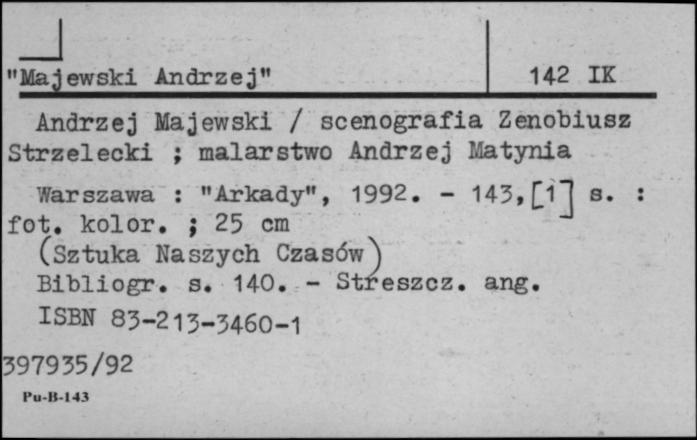 "Majewski Andrzej" 142 IK
Andrzej Majewski / scenografia Zenobiusz
Strzelecki ; malarstwo Andrzej Matynia
Warszawa : "Arkady", 1992. - 143,[1] s. :
fot. kolor. ; 25 cm
(Sztuka Naszych Czasów)
Bibliogr. s. 140. - Streszcz. ang.
ISBN 83-213-3460-1
397935/92
Pu-B-143